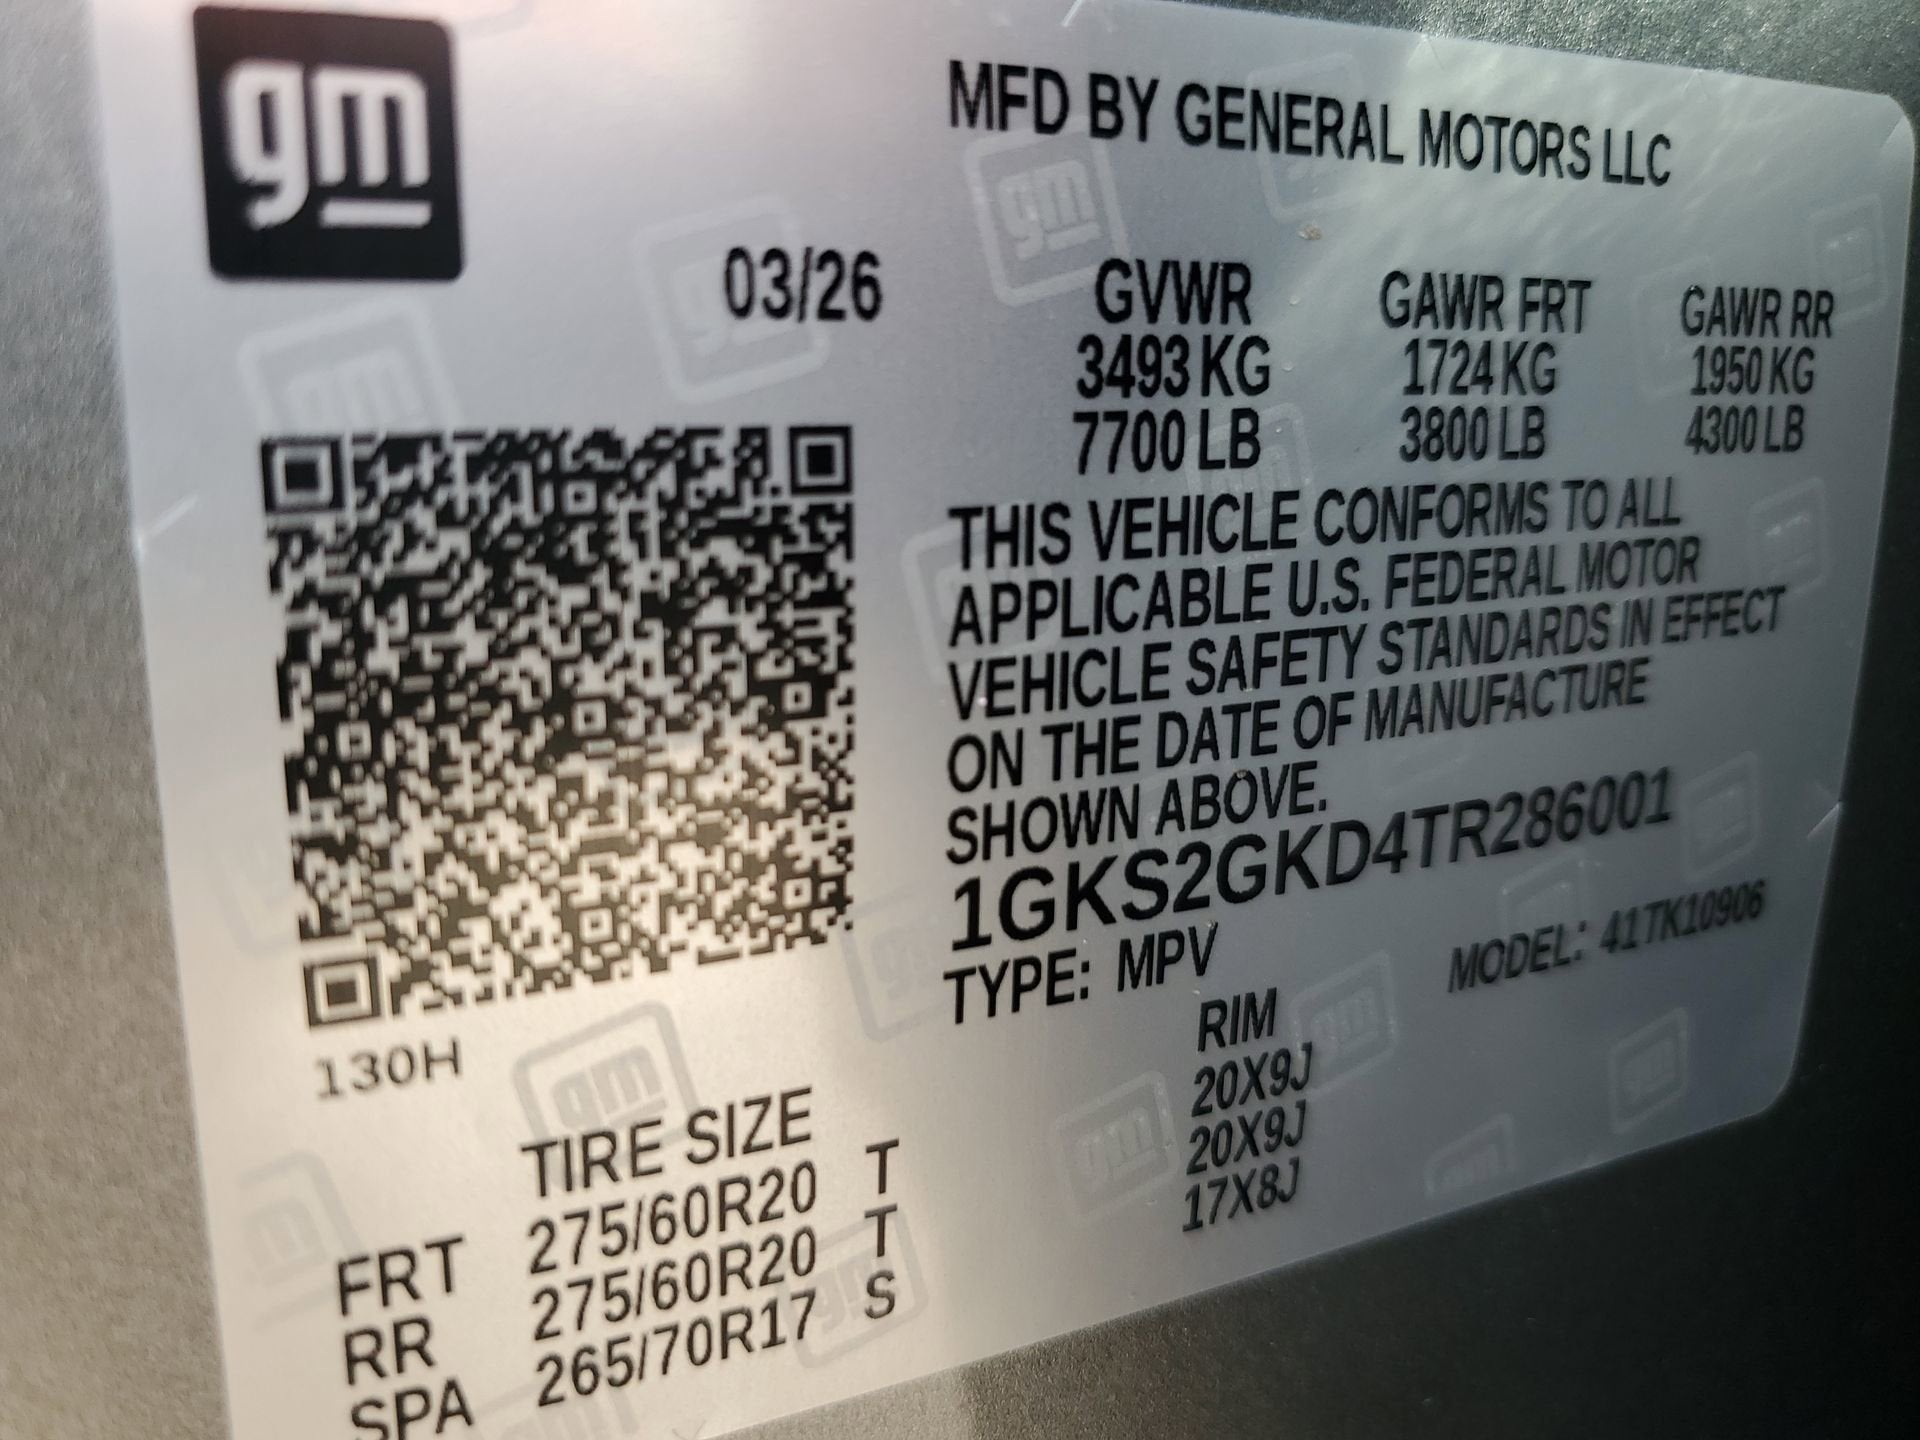 gm
MFD BY GENERAL MOTORS LLC
03/26
GVWR GAWR FRT GAWR RR
3493 KG 1724 KG 1950 KG
7700 LB 3800 LB 4300 LB
THIS VEHICLE CONFORMS TO ALL
APPLICABLE U.S. FEDERAL MOTOR
VEHICLE SAFETY STANDARDS IN EFFECT
ON THE DATE OF MANUFACTURE
SHOWN ABOVE.
1GKS2GKD4TR286001
TYPE: MPV MODEL: 41TK10906
130H
TIRE SIZE RIM
FRT 275/60R20 T 20X9J
RR 275/60R20 T 20X9J
SPA 265/70R17 S 17X8J